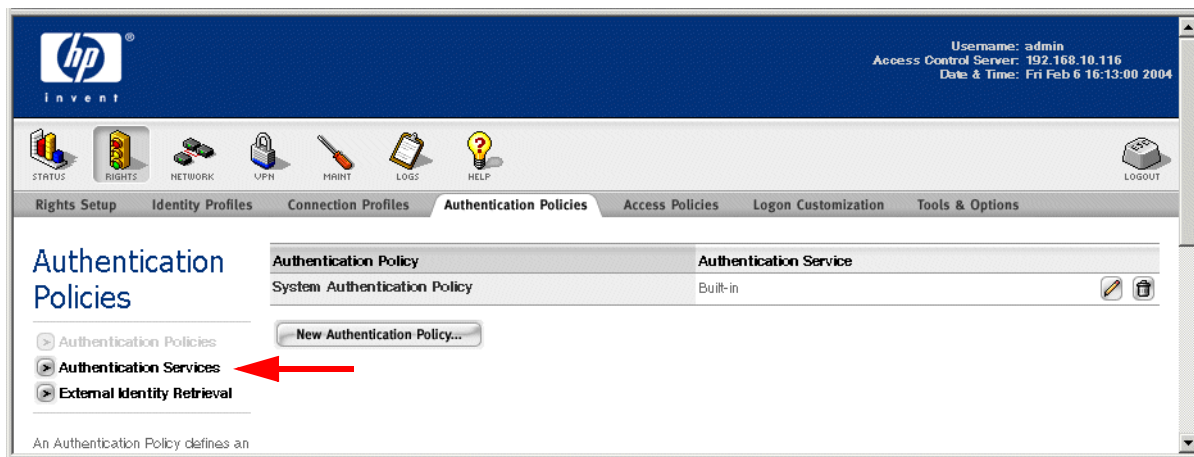 hp ®
invent
Username: admin
Access Control Server: 192.168.10.116
Date & Time: Fri Feb 6 16:13:00 2004
STATUS RIGHTS NETWORK VPN MAINT LOGS HELP LOGOUT
Rights Setup Identity Profiles Connection Profiles Authentication Policies Access Policies Logon Customization Tools & Options
Authentication
Policies
Authentication Policy Authentication Service
System Authentication Policy Built-in
New Authentication Policy...
Authentication Policies
Authentication Services
External Identity Retrieval
An Authentication Policy defines an